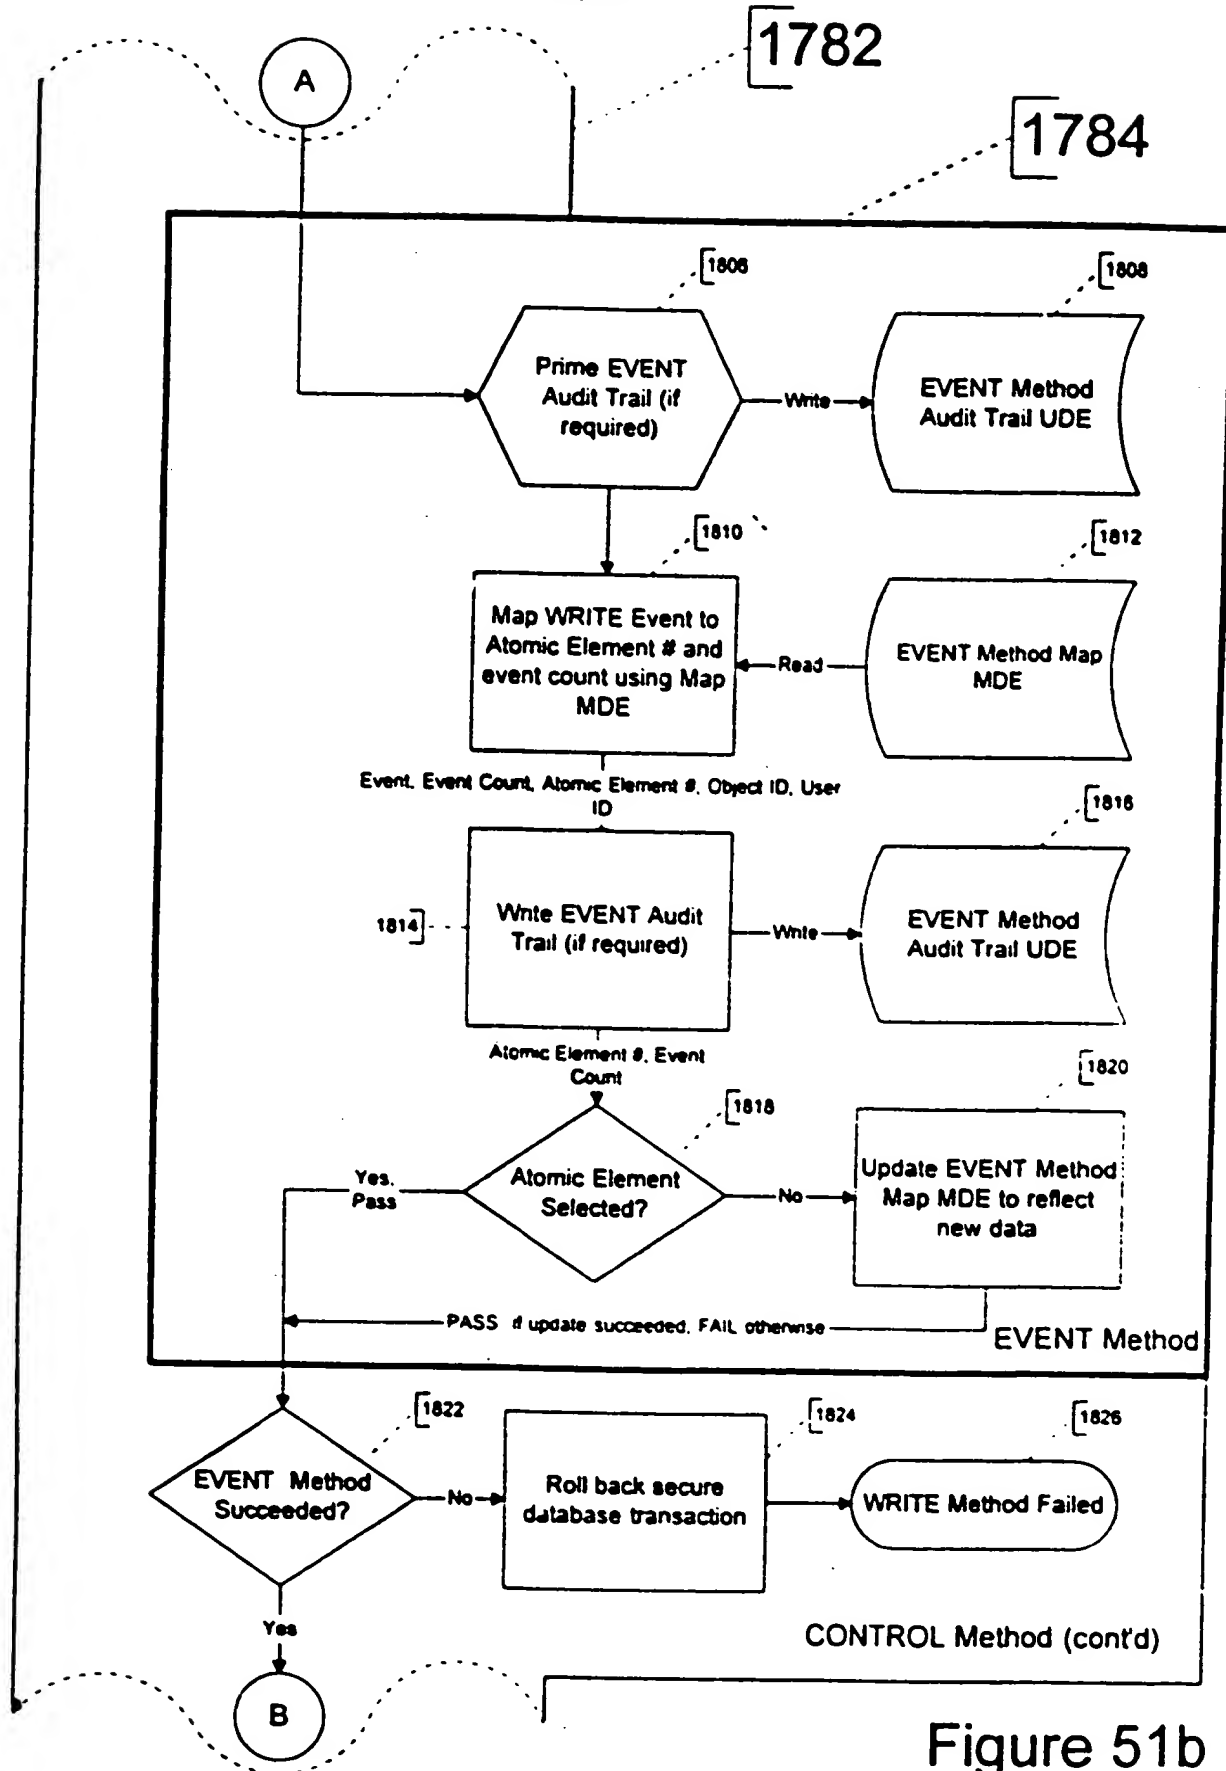 1782
A
1784
1806
1808
Prime EVENT
Audit Trail (if
required)
Write
EVENT Method
Audit Trail UDE
1810
1812
Map WRITE Event to
Atomic Element # and
event count using Map
MDE
Read
EVENT Method Map
MDE
Event, Event Count, Atomic Element #, Object ID, User
ID
1816
1814
Write EVENT Audit
Trail (if required)
Write
EVENT Method
Audit Trail UDE
Atomic Element #, Event
Count
1818
1820
Yes,
Pass
Atomic Element
Selected?
No
Update EVENT Method
Map MDE to reflect
new data
PASS if update succeeded, FAIL otherwise
EVENT Method
1822
1824
1826
EVENT Method
Succeeded?
No
Roll back secure
database transaction
WRITE Method Failed
Yes
CONTROL Method (cont'd)
B
Figure 51b